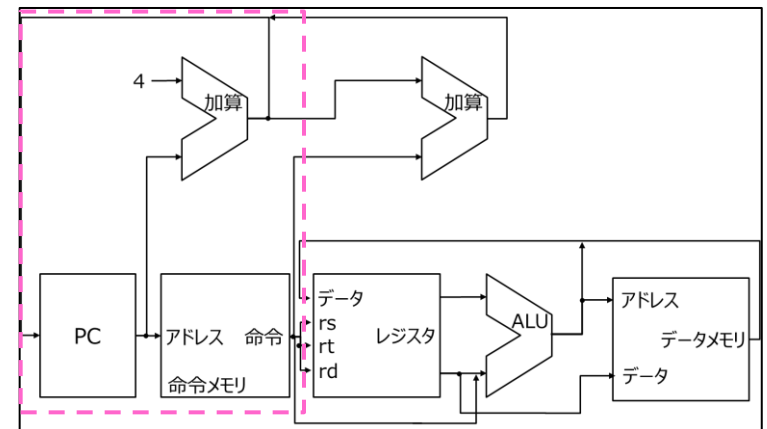 4
加算
加算
PC
アドレス
命令
命令メモリ
データ
rs
rt
rd
レジスタ
ALU
アドレス
データメモリ
データ